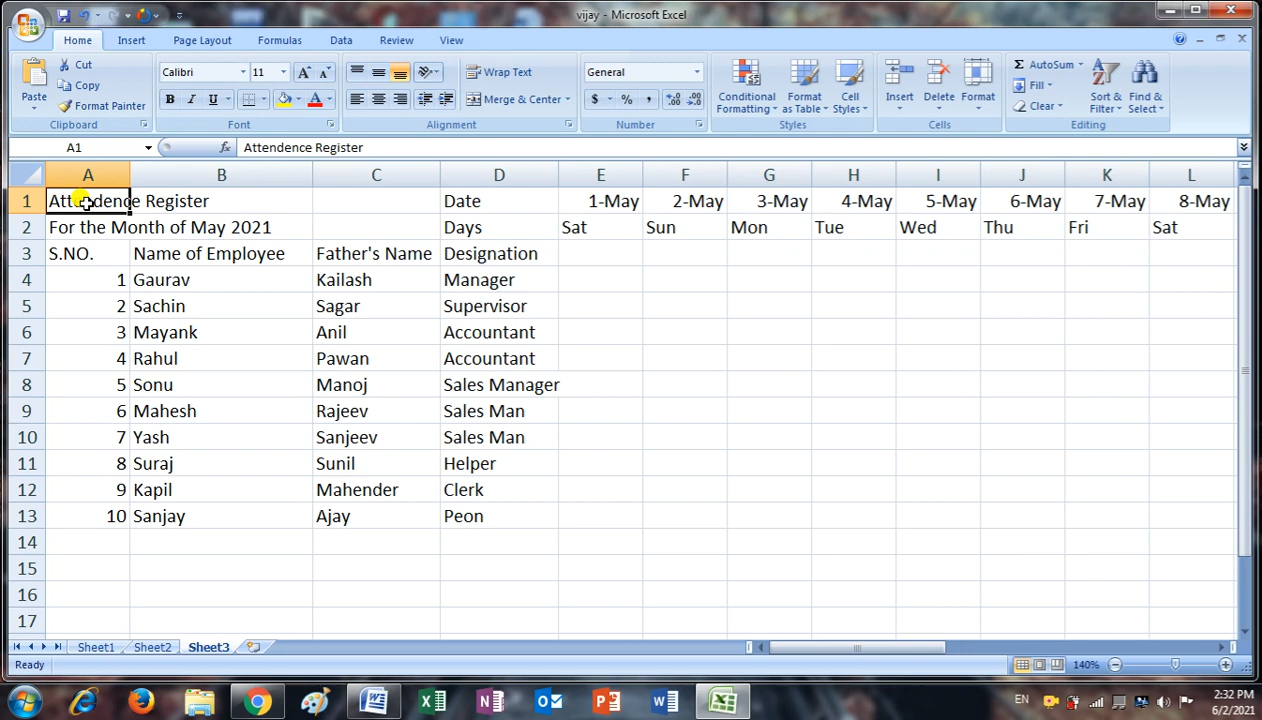 vijay - Microsoft Excel
Home Insert Page Layout Formulas Data Review View
Paste Cut Copy Format Painter Clipboard
Calibri 11 B I U A A A Font
Wrap Text Merge & Center Alignment
General $ % , Number
Conditional Formatting Format as Table Cell Styles Styles
Insert Delete Format Cells
Σ AutoSum Fill Clear Sort & Filter Find & Select Editing
A1 fx Attendence Register
A B C D E F G H I J K L
1 Attendence Register Date 1-May 2-May 3-May 4-May 5-May 6-May 7-May 8-May
2 For the Month of May 2021 Days Sat Sun Mon Tue Wed Thu Fri Sat
3 S.NO. Name of Employee Father's Name Designation
4 1 Gaurav Kailash Manager
5 2 Sachin Sagar Supervisor
6 3 Mayank Anil Accountant
7 4 Rahul Pawan Accountant
8 5 Sonu Manoj Sales Manager
9 6 Mahesh Rajeev Sales Man
10 7 Yash Sanjeev Sales Man
11 8 Suraj Sunil Helper
12 9 Kapil Mahender Clerk
13 10 Sanjay Ajay Peon
14
15
16
17
Sheet1 Sheet2 Sheet3
Ready 140%
EN 2:32 PM
6/2/2021